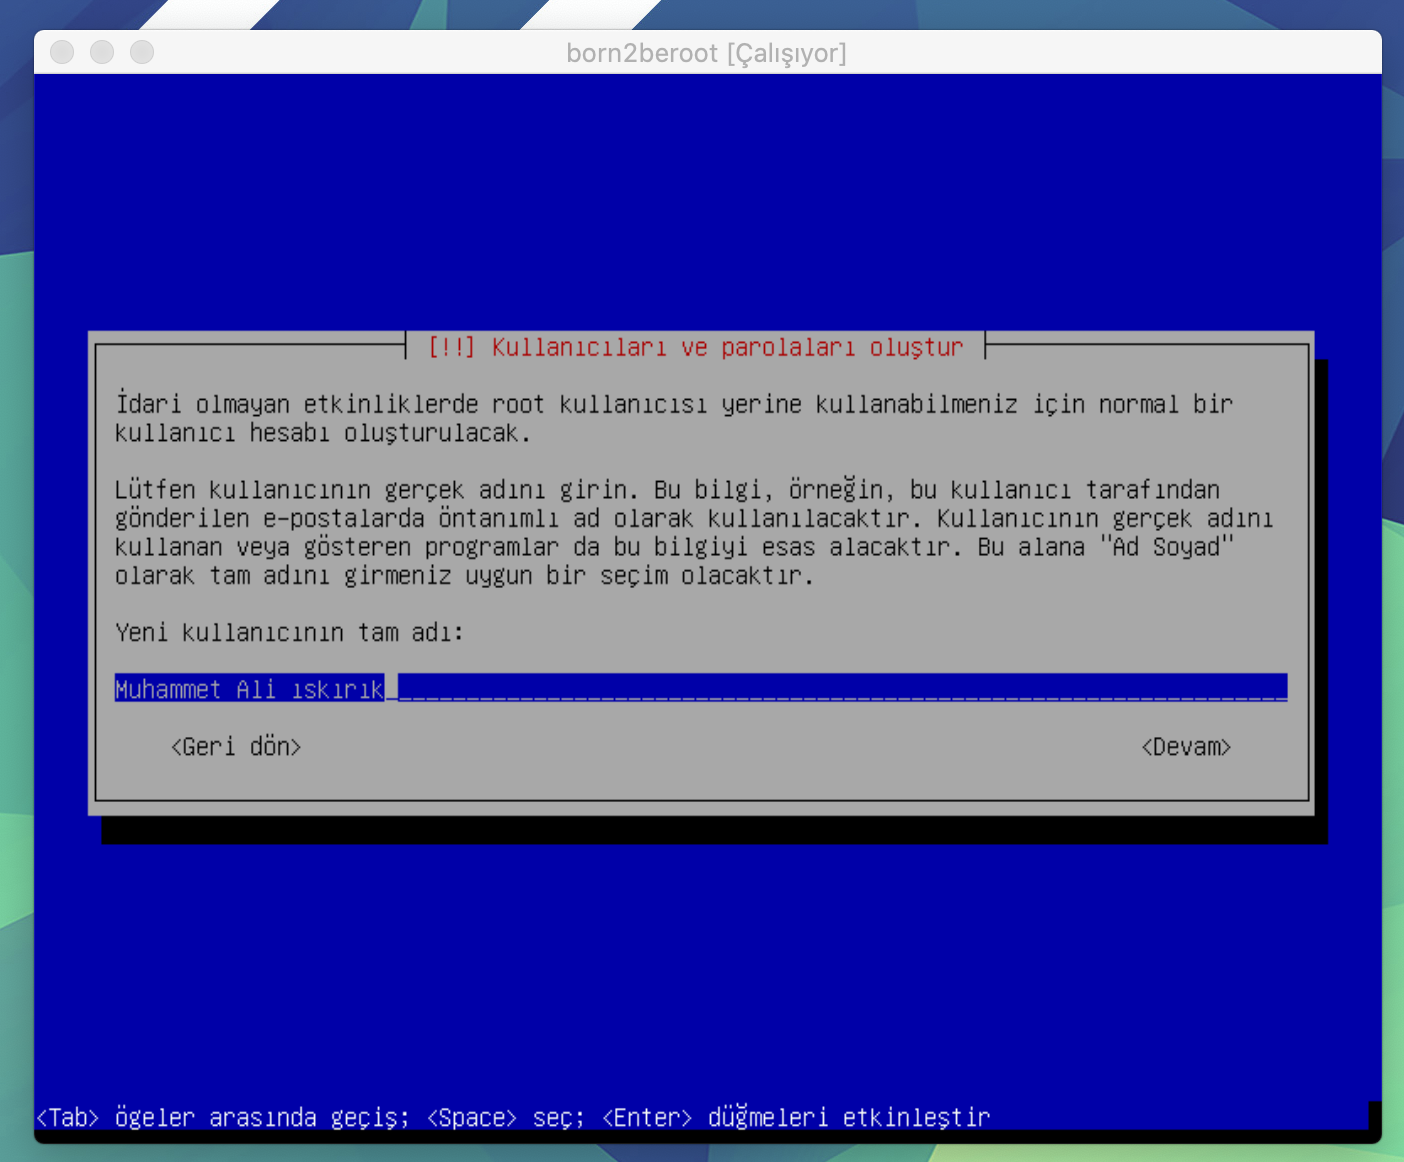 born2beroot [Çalışıyor]
[!!] Kullanıcıları ve parolaları oluştur
İdari olmayan etkinliklerde root kullanıcısı yerine kullanabilmeniz için normal bir
kullanıcı hesabı oluşturulacak.
Lütfen kullanıcının gerçek adını girin. Bu bilgi, örneğin, bu kullanıcı tarafından
gönderilen e-postalarda öntanımlı ad olarak kullanılacaktır. Kullanıcının gerçek adını
kullanan veya gösteren programlar da bu bilgiyi esas alacaktır. Bu alana "Ad Soyad"
olarak tam adını girmeniz uygun bir seçim olacaktır.
Yeni kullanıcının tam adı:
Muhammet Ali ıskırık
<Geri dön> <Devam>
<Tab> ögeler arasında geçiş; <Space> seç; <Enter> düğmeleri etkinleştir